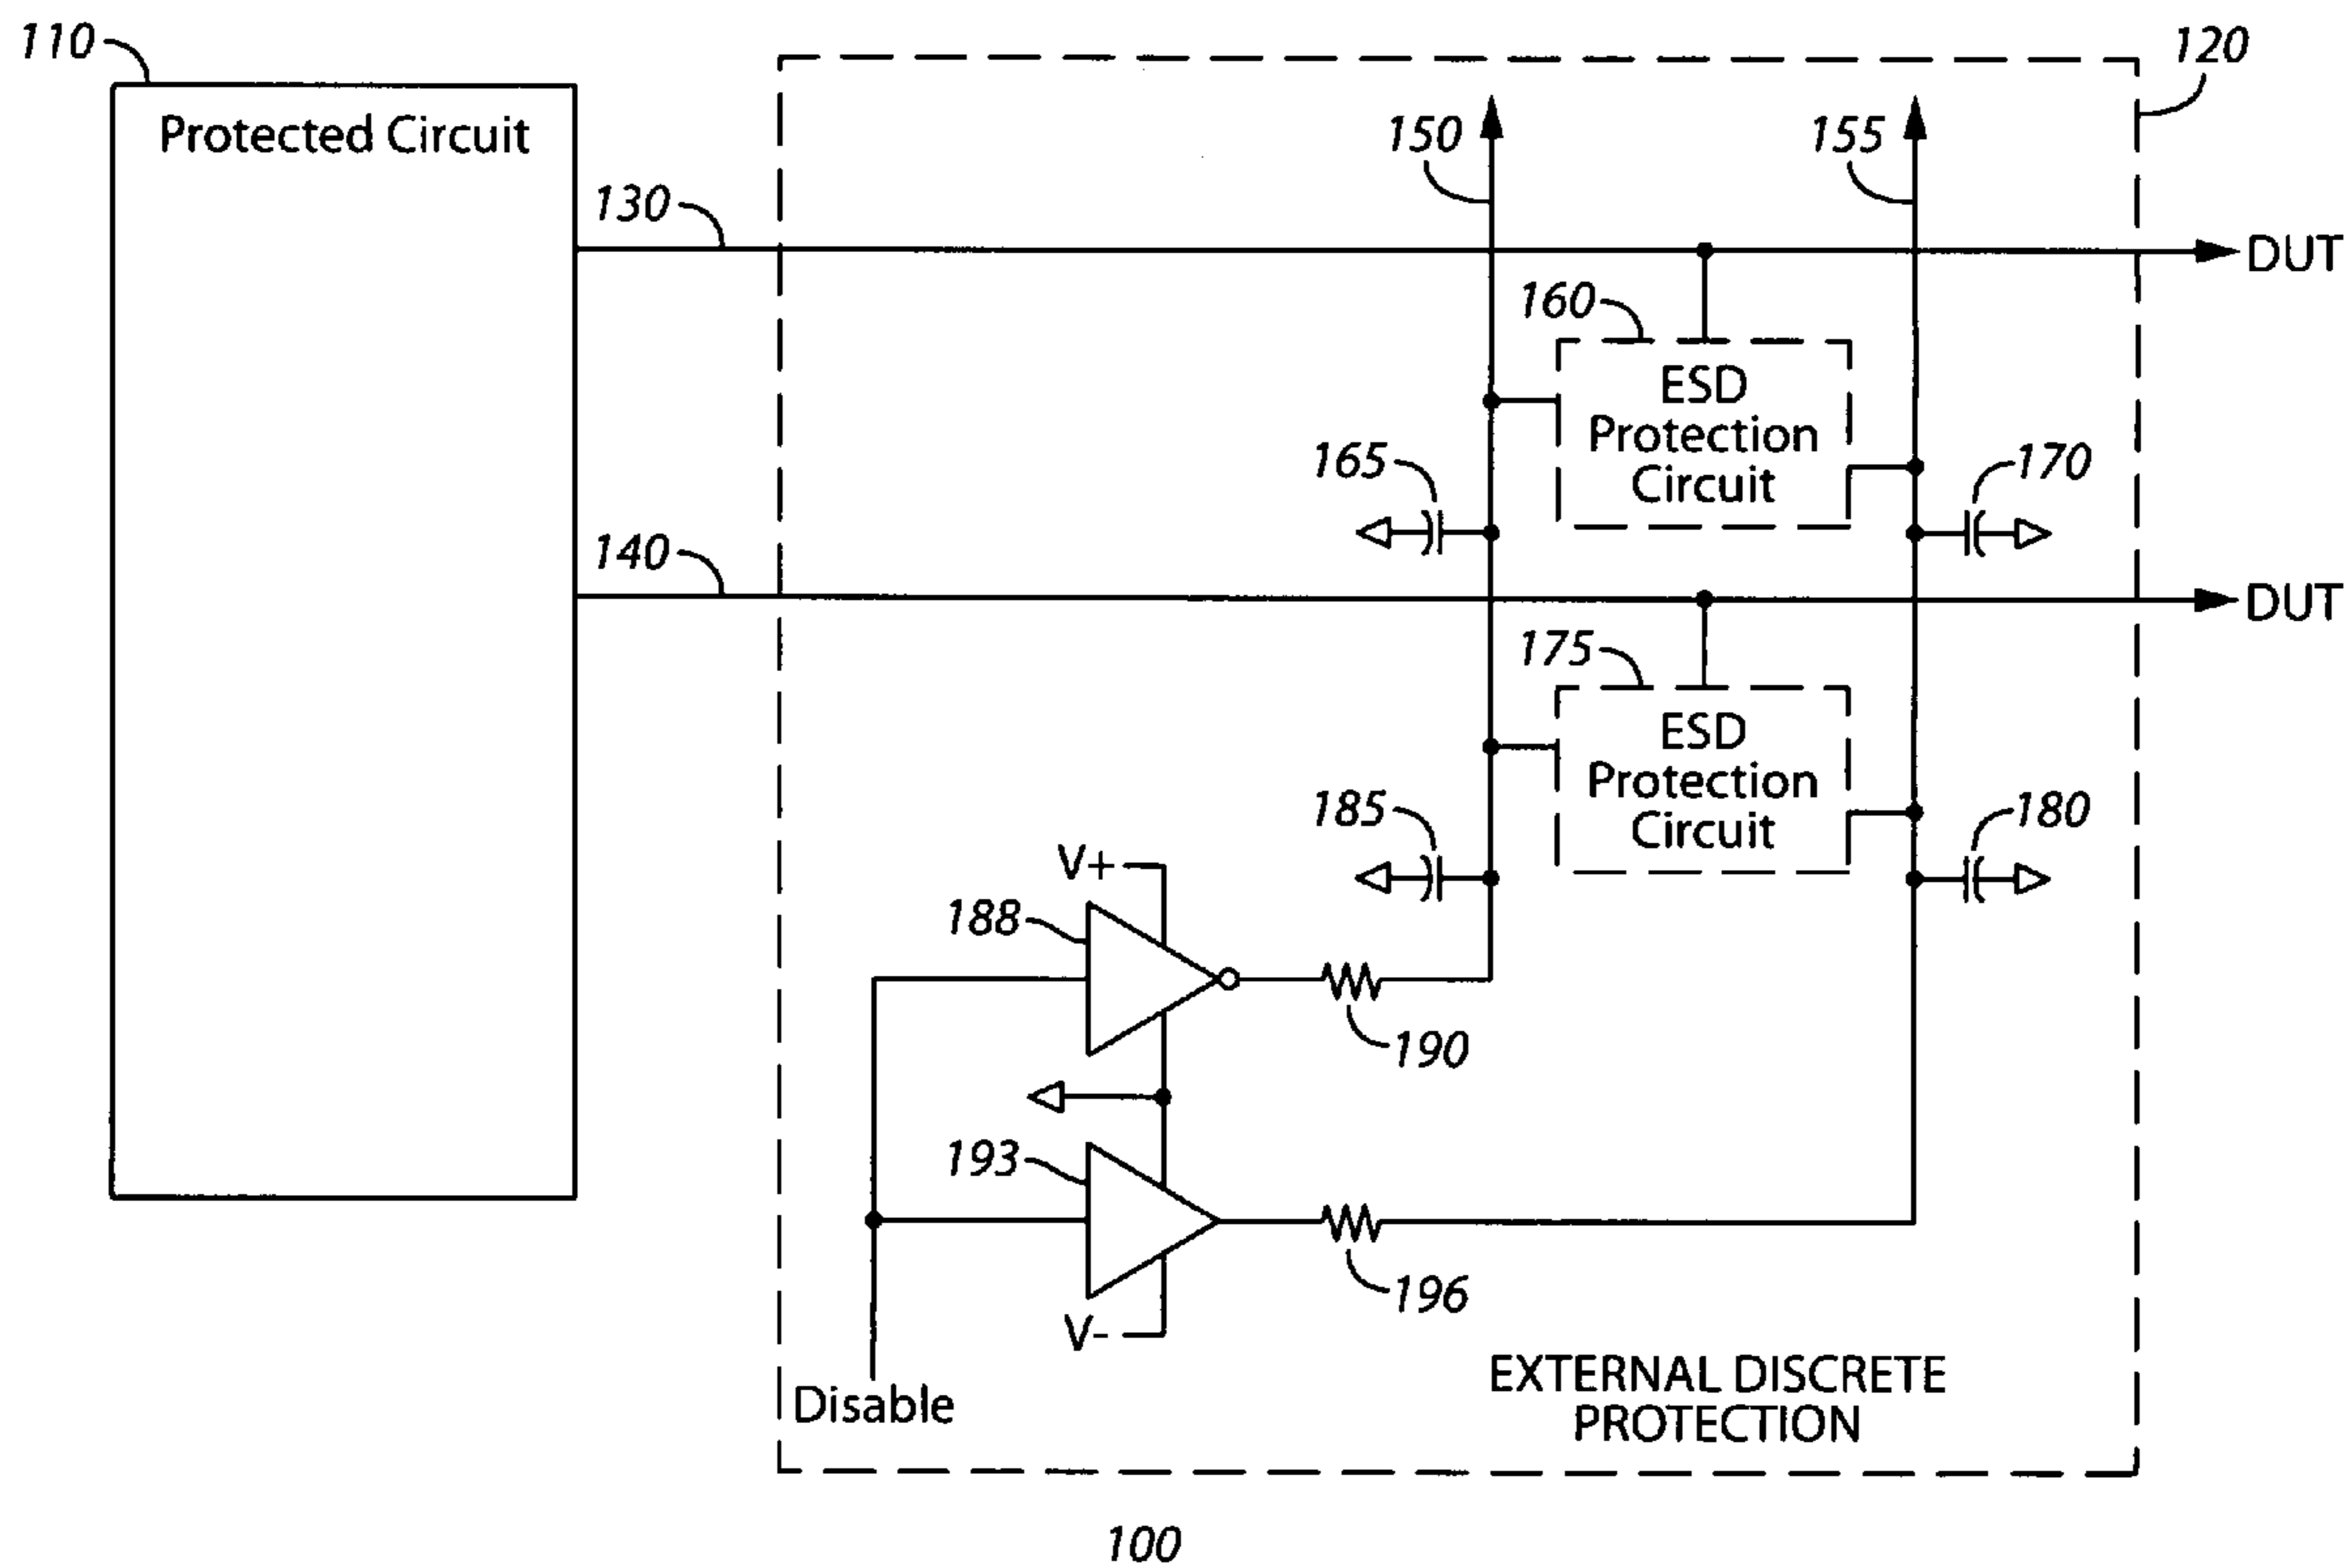 110
120
Protected Circuit
150
155
130
DUT
160
ESD
Protection
Circuit
165
170
140
DUT
175
ESD
Protection
Circuit
185
180
V+
188
190
193
196
V-
Disable
EXTERNAL DISCRETE
PROTECTION
100